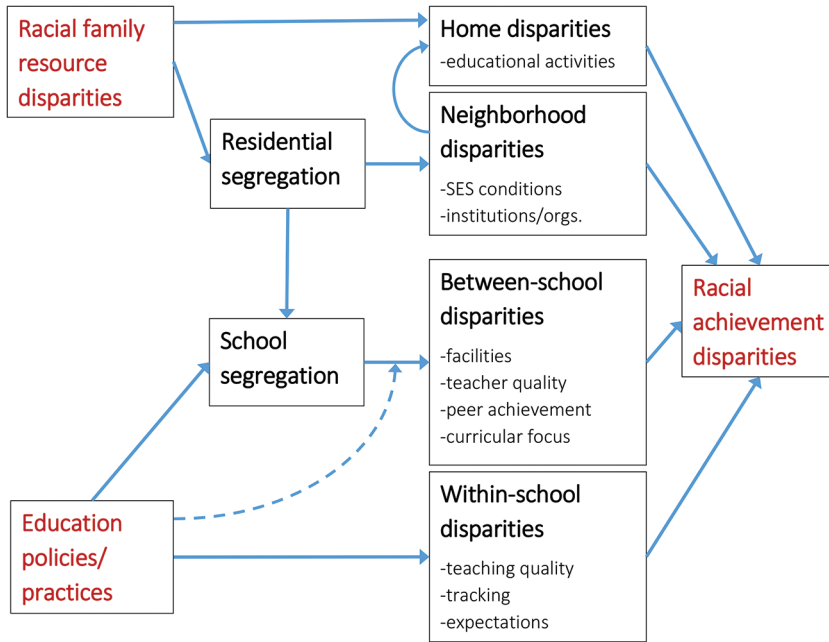 Racial family
resource
disparities
Home disparities
-educational activities
Residential
segregation
Neighborhood
disparities
-SES conditions
-institutions/orgs.
School
segregation
Between-school
disparities
-facilities
-teacher quality
-peer achievement
-curricular focus
Racial
achievement
disparities
Education
policies/
practices
Within-school
disparities
-teaching quality
-tracking
-expectations